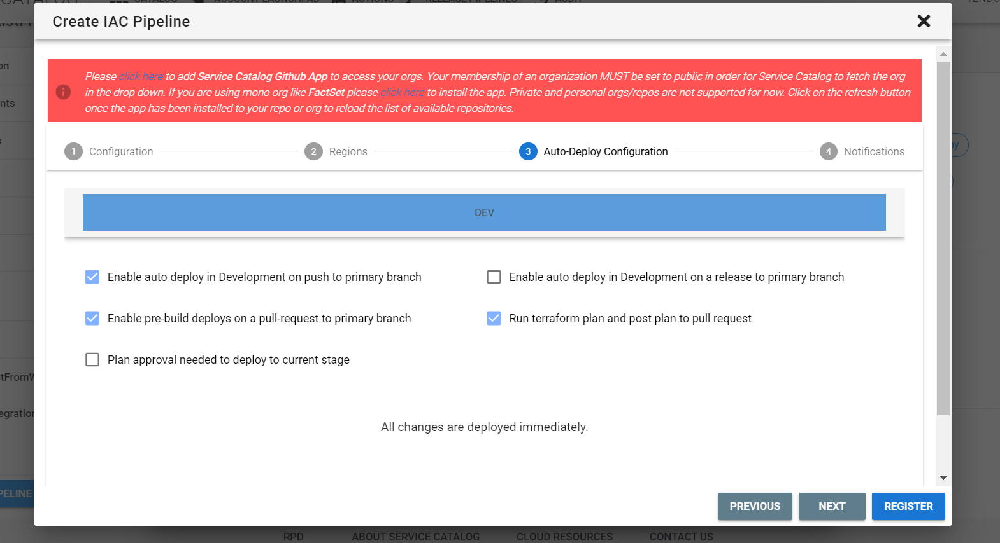 CATALOG ACCOUNT LAUNCHPAD ACTIONS RELEASE PIPELINES AUDIT
Create IAC Pipeline
Please click here to add Service Catalog Github App to access your orgs. Your membership of an organization MUST be set to public in order for Service Catalog to fetch the org
in the drop down. If you are using mono org like FactSet please click here to install the app. Private and personal orgs/repos are not supported for now. Click on the refresh button
once the app has been installed to your repo or org to reload the list of available repositories.
1 Configuration 2 Regions 3 Auto-Deploy Configuration 4 Notifications
DEV
Enable auto deploy in Development on push to primary branch
Enable auto deploy in Development on a release to primary branch
Enable pre-build deploys on a pull-request to primary branch
Run terraform plan and post plan to pull request
Plan approval needed to deploy to current stage
All changes are deployed immediately.
PREVIOUS NEXT REGISTER
RPD ABOUT SERVICE CATALOG CLOUD RESOURCES CONTACT US